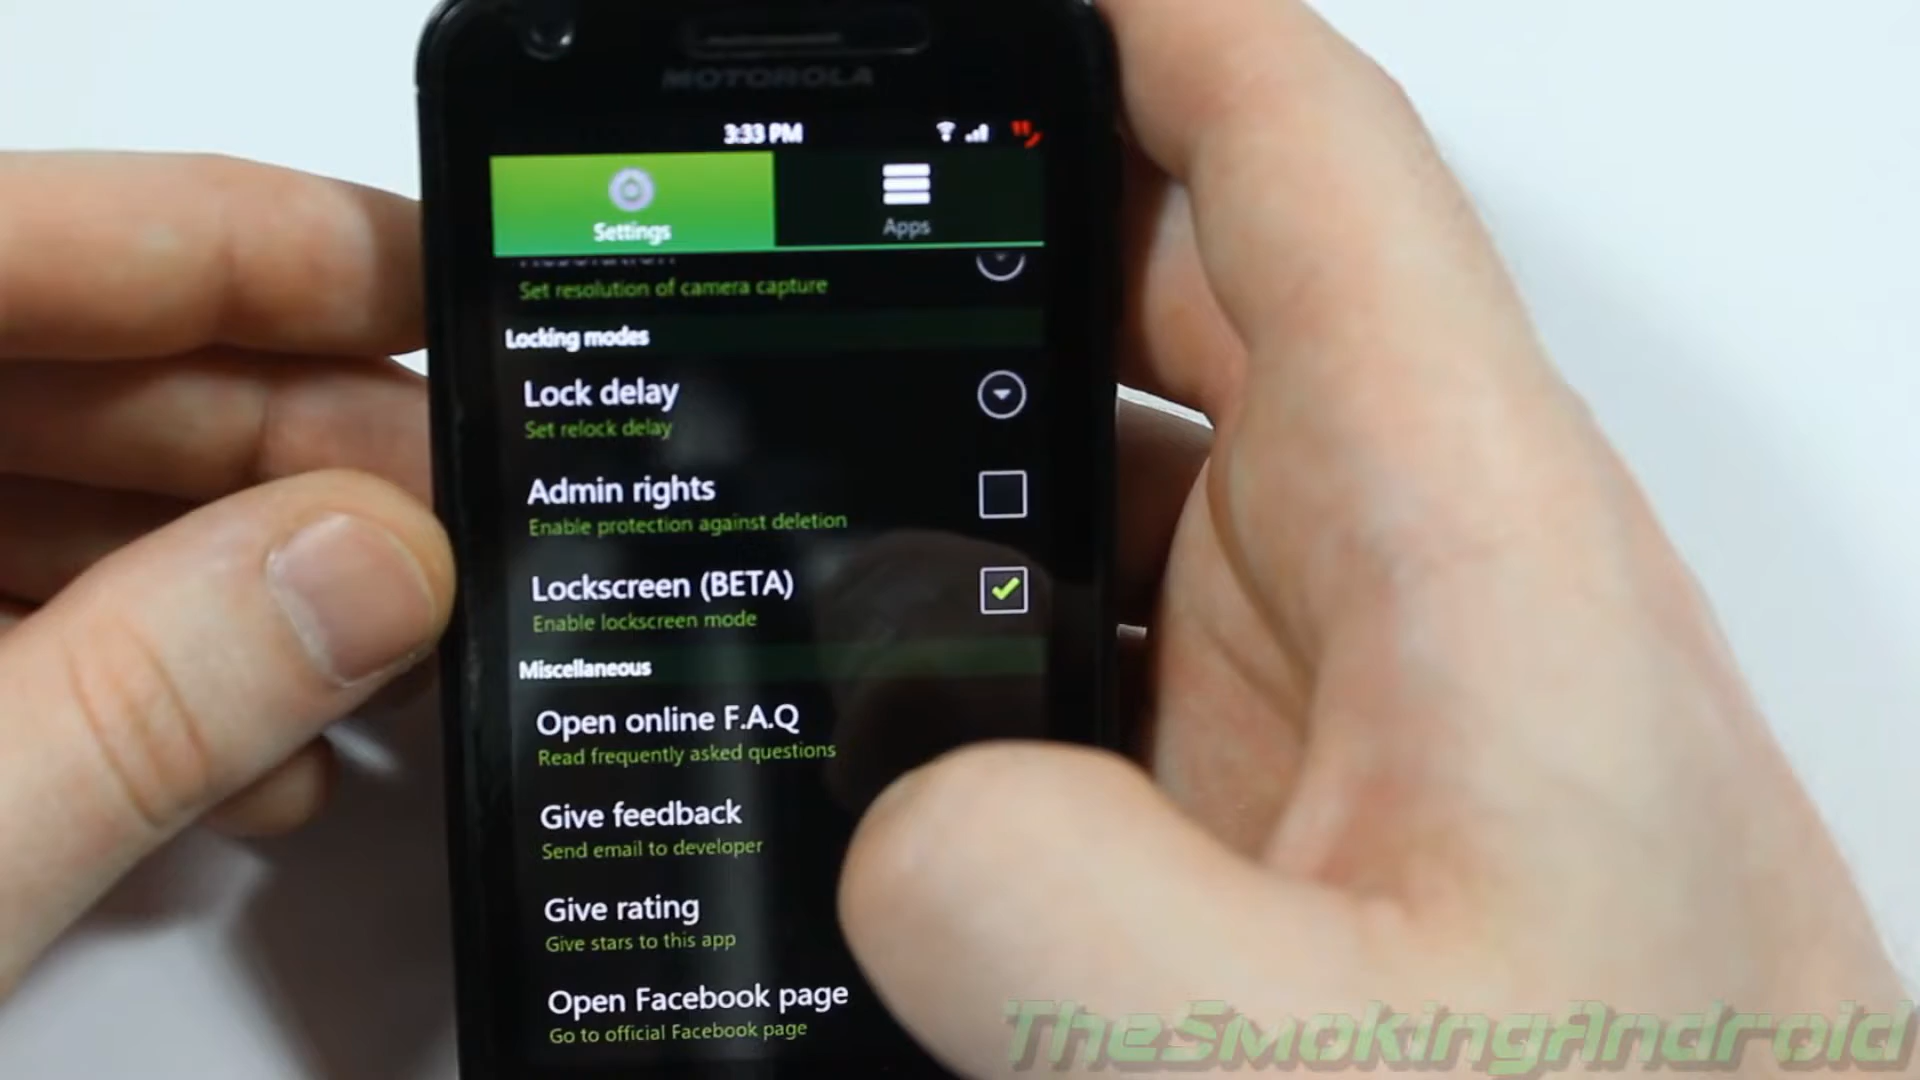 MOTOROLA
3:33 PM
Settings
Apps
Resolution
Set resolution of camera capture
Locking modes
Lock delay
Set relock delay
Admin rights
Enable protection against deletion
Lockscreen (BETA)
Enable lockscreen mode
Miscellaneous
Open online F.A.Q
Read frequently asked questions
Give feedback
Send email to developer
Give rating
Give stars to this app
Open Facebook page
Go to official Facebook page
TheSmokingAndroid